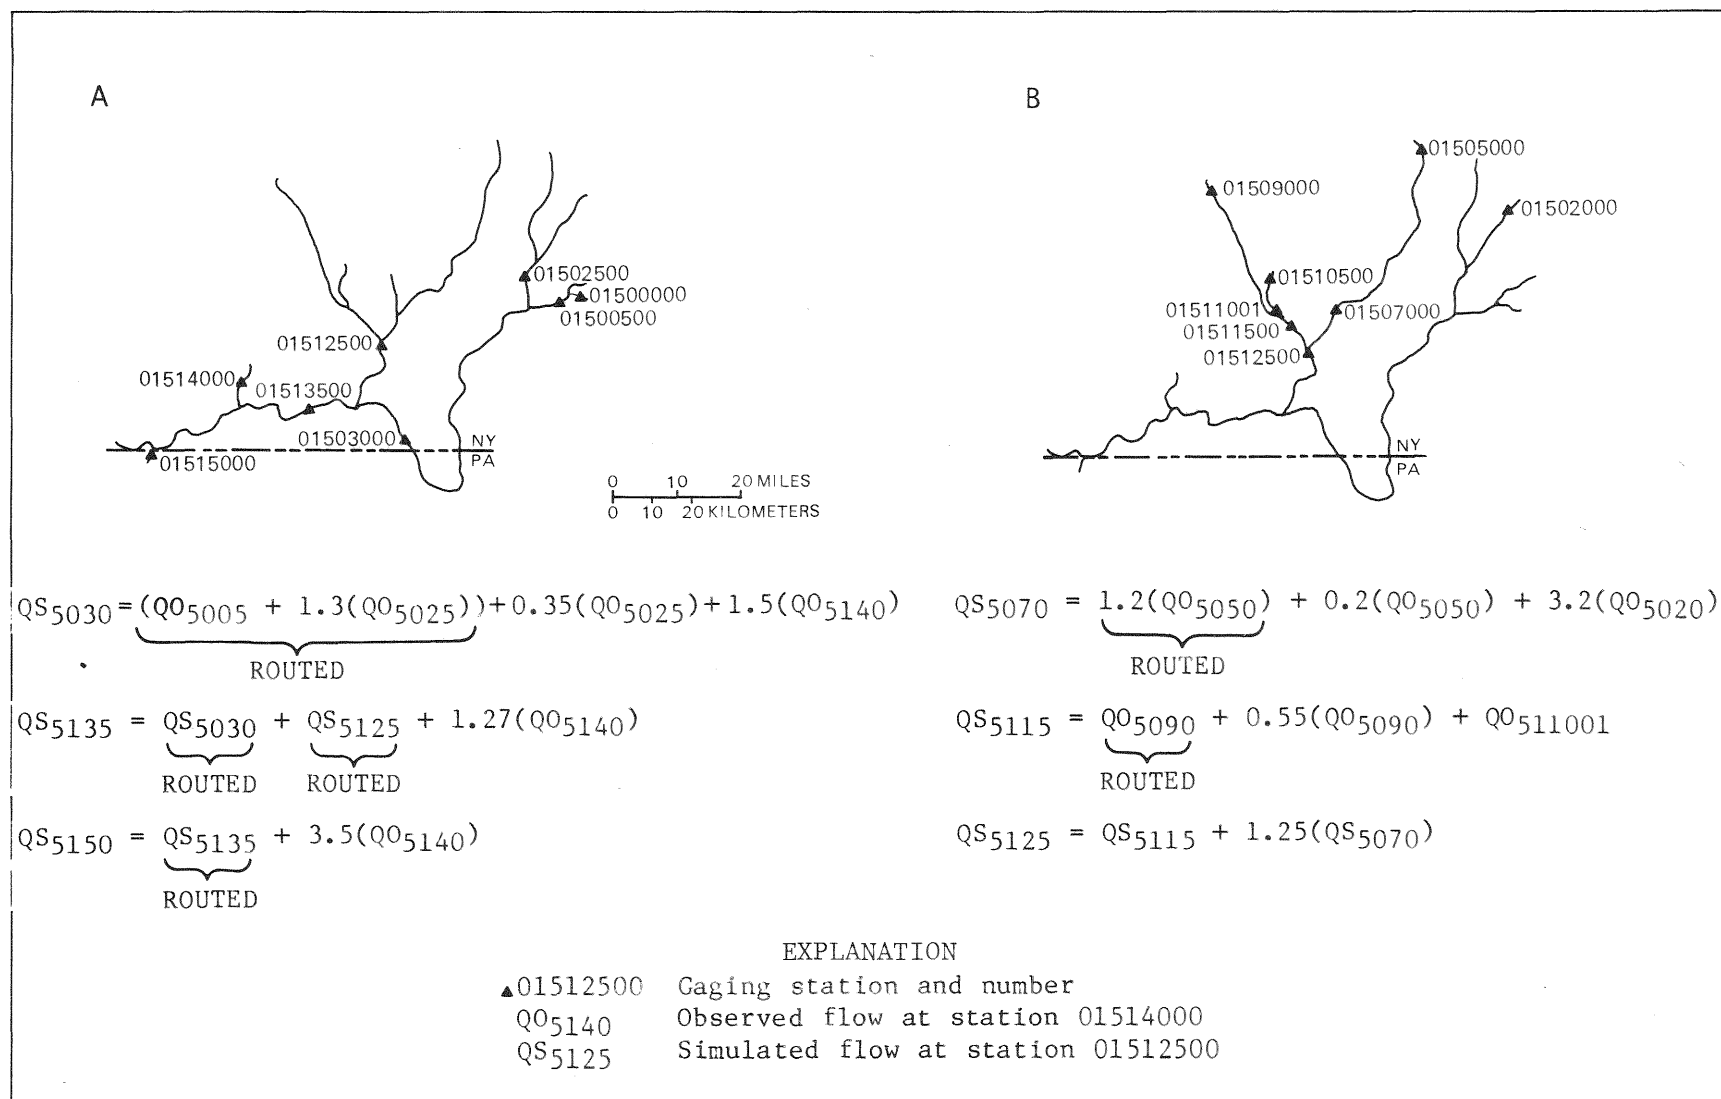 A
01502500
01500000
01500500
01512500
01514000
01513500
01503000
NY
PA
01515000
0 10 20 MILES
0 10 20 KILOMETERS
B
01505000
01509000
01502000
01510500
01511001
01507000
01511500
01512500
NY
PA
QS5030 = (QO5005 + 1.3(QO5025)) + 0.35(QO5025) + 1.5(QO5140)
ROUTED
QS5135 = QS5030 + QS5125 + 1.27(QO5140)
ROUTED ROUTED
QS5150 = QS5135 + 3.5(QO5140)
ROUTED
QS5070 = 1.2(QO5050) + 0.2(QO5050) + 3.2(QO5020)
ROUTED
QS5115 = QO5090 + 0.55(QO5090) + QO511001
ROUTED
QS5125 = QS5115 + 1.25(QS5070)
EXPLANATION
▲01512500 Gaging station and number
QO5140 Observed flow at station 01514000
QS5125 Simulated flow at station 01512500